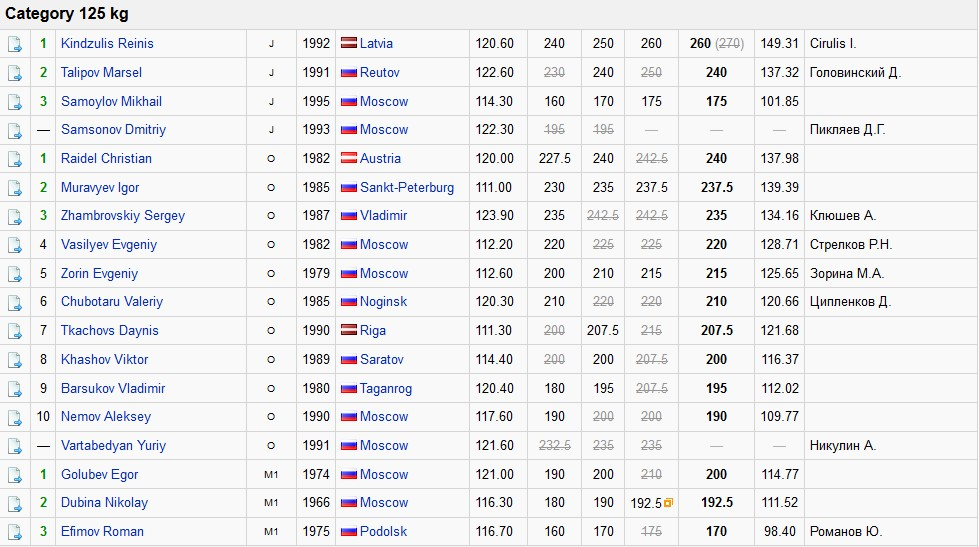 Category 125 kg
1 Kindzulis Reinis J 1992 Latvia 120.60 240 250 260 260 (270) 149.31 Cirulis I.
2 Talipov Marsel J 1991 Reutov 122.60 230 240 250 240 137.32 Головинский Д.
3 Samoylov Mikhail J 1995 Moscow 114.30 160 170 175 175 101.85
— Samsonov Dmitriy J 1993 Moscow 122.30 195 195 — — — Пикляев Д.Г.
1 Raidel Christian O 1982 Austria 120.00 227.5 240 242.5 240 137.98
2 Muravyev Igor O 1985 Sankt-Peterburg 111.00 230 235 237.5 237.5 139.39
3 Zhambrovskiy Sergey O 1987 Vladimir 123.90 235 242.5 242.5 235 134.16 Клюшев А.
4 Vasilyev Evgeniy O 1982 Moscow 112.20 220 225 225 220 128.71 Стрелков Р.Н.
5 Zorin Evgeniy O 1979 Moscow 112.60 200 210 215 215 125.65 Зорина М.А.
6 Chubotaru Valeriy O 1985 Noginsk 120.30 210 220 220 210 120.66 Ципленков Д.
7 Tkachovs Daynis O 1990 Riga 111.30 200 207.5 215 207.5 121.68
8 Khashov Viktor O 1989 Saratov 114.40 200 200 207.5 200 116.37
9 Barsukov Vladimir O 1980 Taganrog 120.40 180 195 207.5 195 112.02
10 Nemov Aleksey O 1990 Moscow 117.60 190 200 200 190 109.77
— Vartabedyan Yuriy O 1991 Moscow 121.60 232.5 235 235 — — Никулин А.
1 Golubev Egor M1 1974 Moscow 121.00 190 200 210 200 114.77
2 Dubina Nikolay M1 1966 Moscow 116.30 180 190 192.5 192.5 111.52
3 Efimov Roman M1 1975 Podolsk 116.70 160 170 175 170 98.40 Романов Ю.